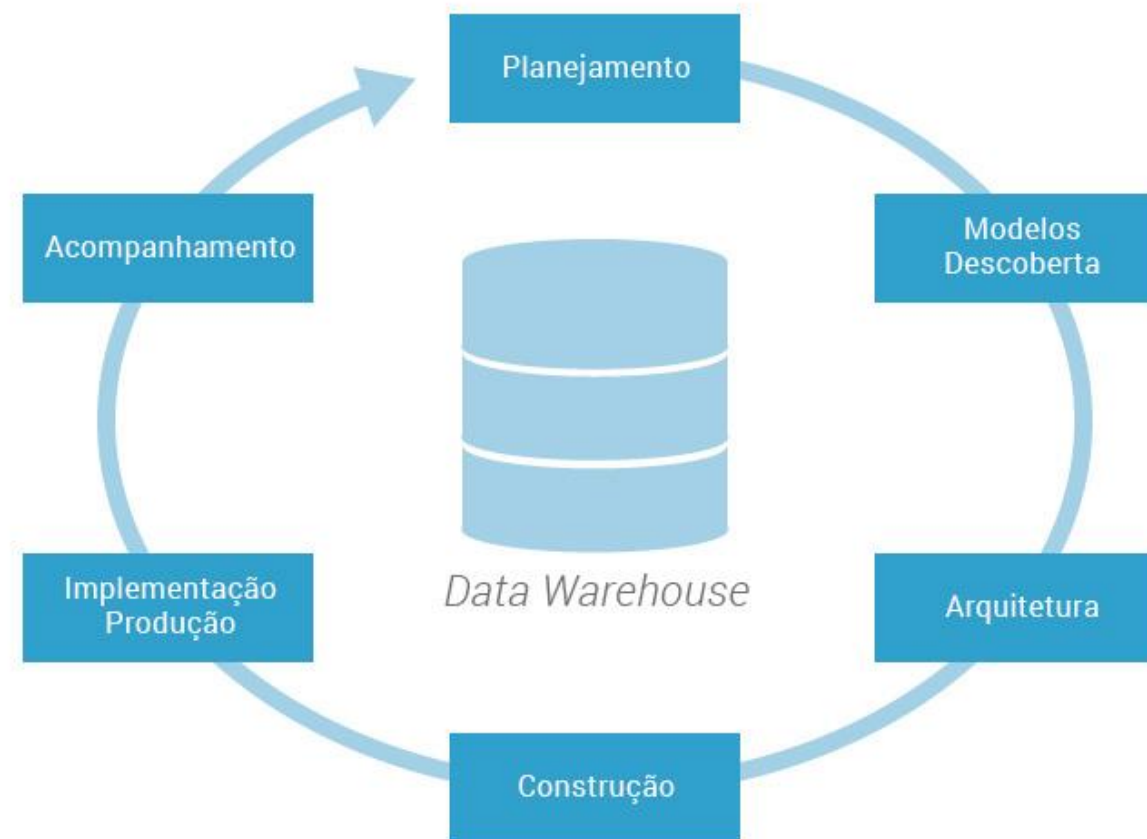 Planejamento
Modelos
Descoberta
Arquitetura
Construção
Implementação
Produção
Acompanhamento
Data Warehouse